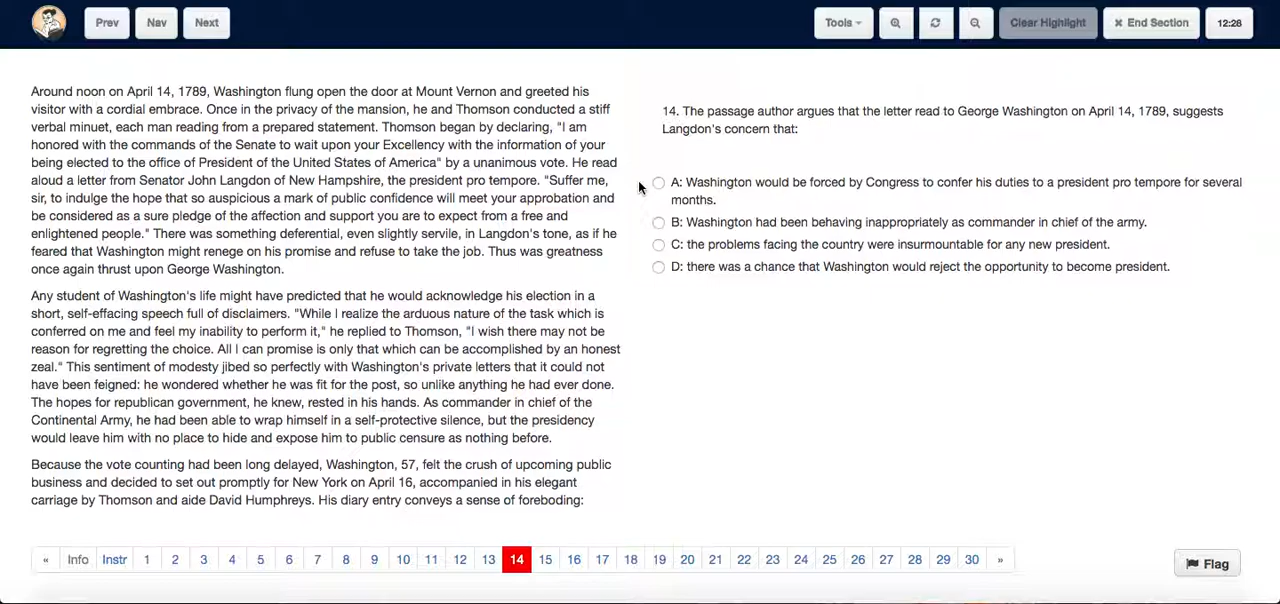 Prev
Nav
Next
Tools
Clear Highlight
✖ End Section
12:28
Around noon on April 14, 1789, Washington flung open the door at Mount Vernon and greeted his
visitor with a cordial embrace. Once in the privacy of the mansion, he and Thomson conducted a stiff
verbal minuet, each man reading from a prepared statement. Thomson began by declaring, "I am
honored with the commands of the Senate to wait upon your Excellency with the information of your
being elected to the office of President of the United States of America" by a unanimous vote. He read
aloud a letter from Senator John Langdon of New Hampshire, the president pro tempore. "Suffer me,
sir, to indulge the hope that so auspicious a mark of public confidence will meet your approbation and
be considered as a sure pledge of the affection and support you are to expect from a free and
enlightened people." There was something deferential, even slightly servile, in Langdon's tone, as if he
feared that Washington might renege on his promise and refuse to take the job. Thus was greatness
once again thrust upon George Washington.
Any student of Washington's life might have predicted that he would acknowledge his election in a
short, self-effacing speech full of disclaimers. "While I realize the arduous nature of the task which is
conferred on me and feel my inability to perform it," he replied to Thomson, "I wish there may not be
reason for regretting the choice. All I can promise is only that which can be accomplished by an honest
zeal." This sentiment of modesty jibed so perfectly with Washington's private letters that it could not
have been feigned: he wondered whether he was fit for the post, so unlike anything he had ever done.
The hopes for republican government, he knew, rested in his hands. As commander in chief of the
Continental Army, he had been able to wrap himself in a self-protective silence, but the presidency
would leave him with no place to hide and expose him to public censure as nothing before.
Because the vote counting had been long delayed, Washington, 57, felt the crush of upcoming public
business and decided to set out promptly for New York on April 16, accompanied in his elegant
carriage by Thomson and aide David Humphreys. His diary entry conveys a sense of foreboding:
14. The passage author argues that the letter read to George Washington on April 14, 1789, suggests
Langdon's concern that:
A: Washington would be forced by Congress to confer his duties to a president pro tempore for several
months.
B: Washington had been behaving inappropriately as commander in chief of the army.
C: the problems facing the country were insurmountable for any new president.
D: there was a chance that Washington would reject the opportunity to become president.
« Info Instr 1 2 3 4 5 6 7 8 9 10 11 12 13 14 15 16 17 18 19 20 21 22 23 24 25 26 27 28 29 30 »
Flag